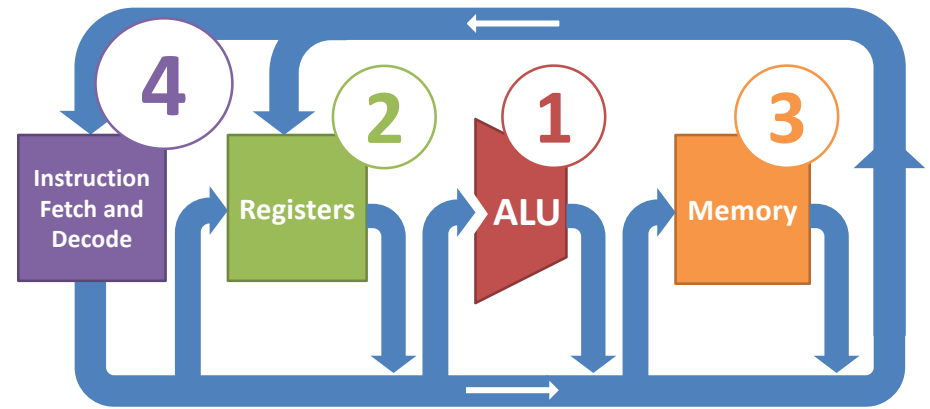 4
2
1
3
Instruction
Fetch and
Decode
Registers
ALU
Memory